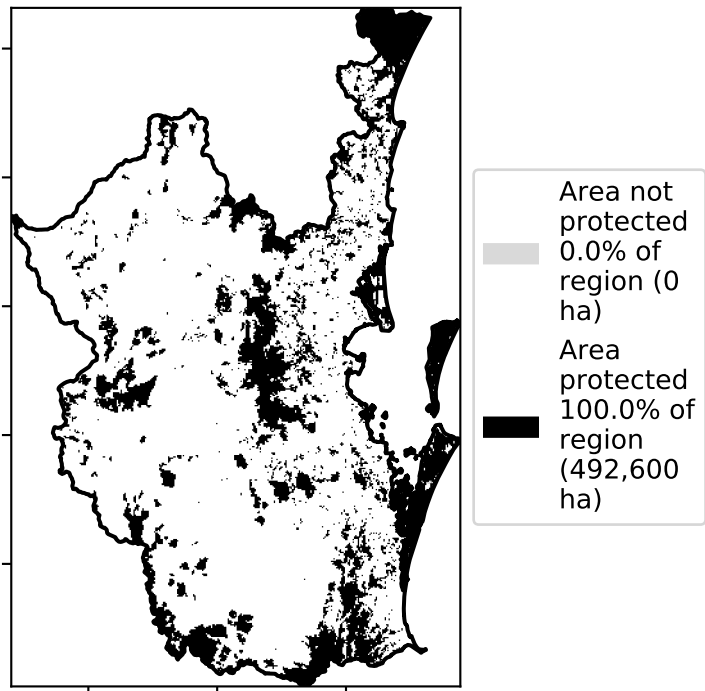 Area not
protected
0.0% of
region (0
ha)
Area
protected
100.0% of
region
(492,600
ha)